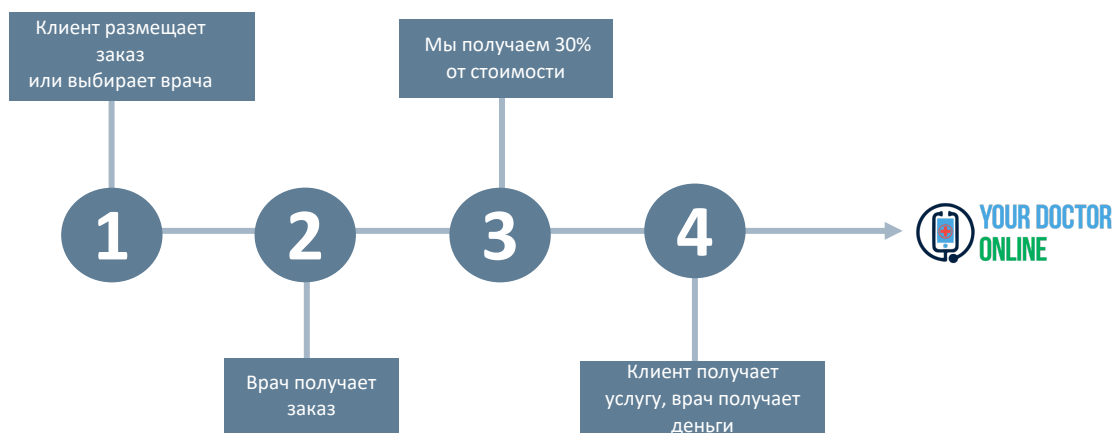 Клиент размещает
заказ
или выбирает врача
Мы получаем 30%
от стоимости
1
2
3
4
YOUR DOCTOR
ONLINE
Врач получает
заказ
Клиент получает
услугу, врач получает
деньги